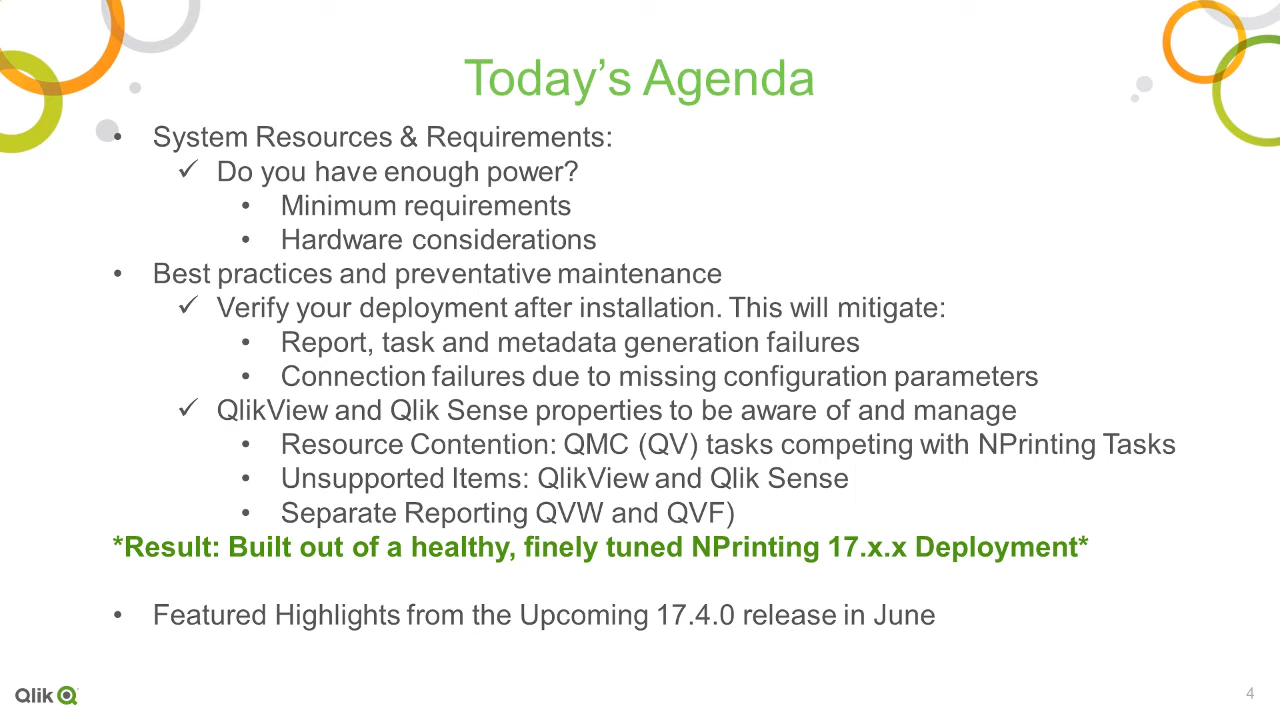 Today's Agenda
• System Resources & Requirements:
✓ Do you have enough power?
• Minimum requirements
• Hardware considerations
• Best practices and preventative maintenance
✓ Verify your deployment after installation. This will mitigate:
• Report, task and metadata generation failures
• Connection failures due to missing configuration parameters
✓ QlikView and Qlik Sense properties to be aware of and manage
• Resource Contention: QMC (QV) tasks competing with NPrinting Tasks
• Unsupported Items: QlikView and Qlik Sense
• Separate Reporting QVW and QVF)
*Result: Built out of a healthy, finely tuned NPrinting 17.x.x Deployment*
• Featured Highlights from the Upcoming 17.4.0 release in June
Qlik
4